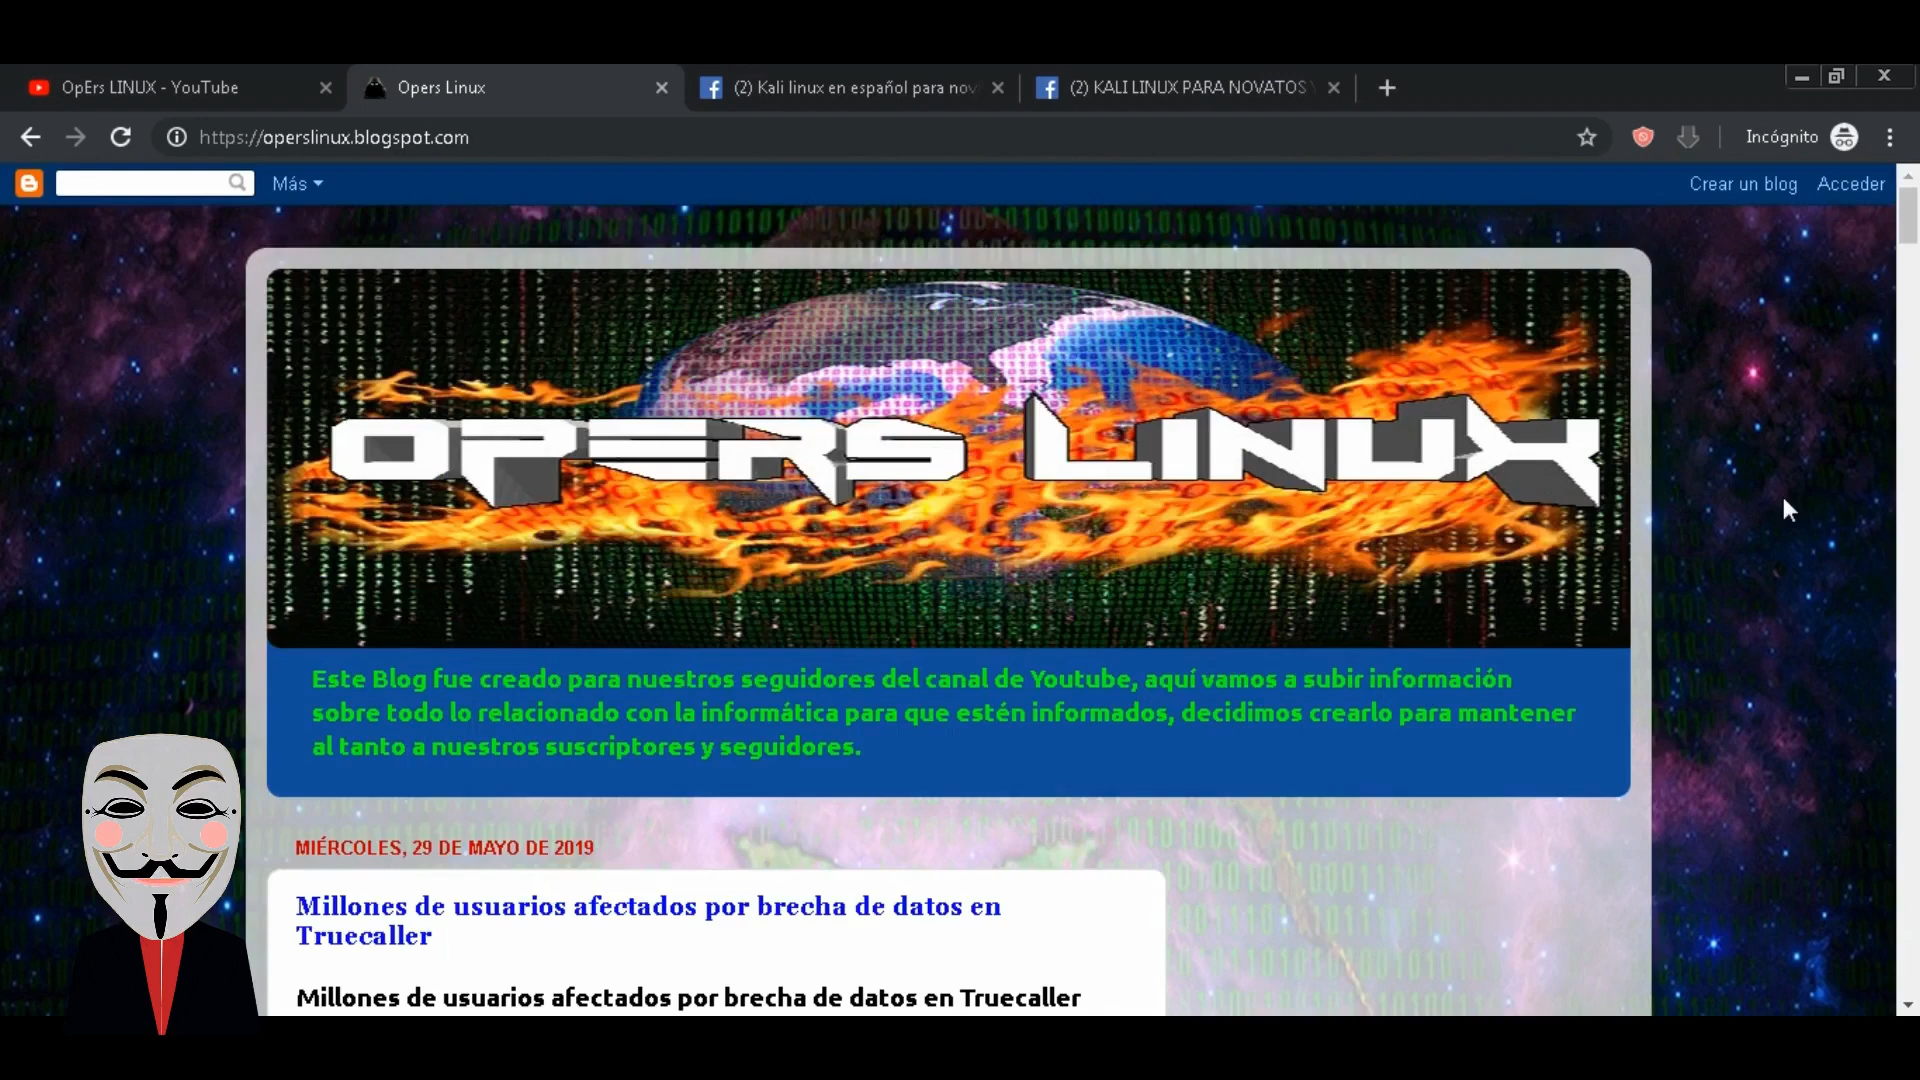 OpErs LINUX - YouTube
Opers Linux
(2) Kali linux en español para nov
(2) KALI LINUX PARA NOVATOS
https://operslinux.blogspot.com
Incógnito
Más
Crear un blog
Acceder
OPERS LINUX
Este Blog fue creado para nuestros seguidores del canal de Youtube, aquí vamos a subir información
sobre todo lo relacionado con la informática para que estén informados, decidimos crearlo para mantener
al tanto a nuestros suscriptores y seguidores.
MIÉRCOLES, 29 DE MAYO DE 2019
Millones de usuarios afectados por brecha de datos en
Truecaller
Millones de usuarios afectados por brecha de datos en Truecaller